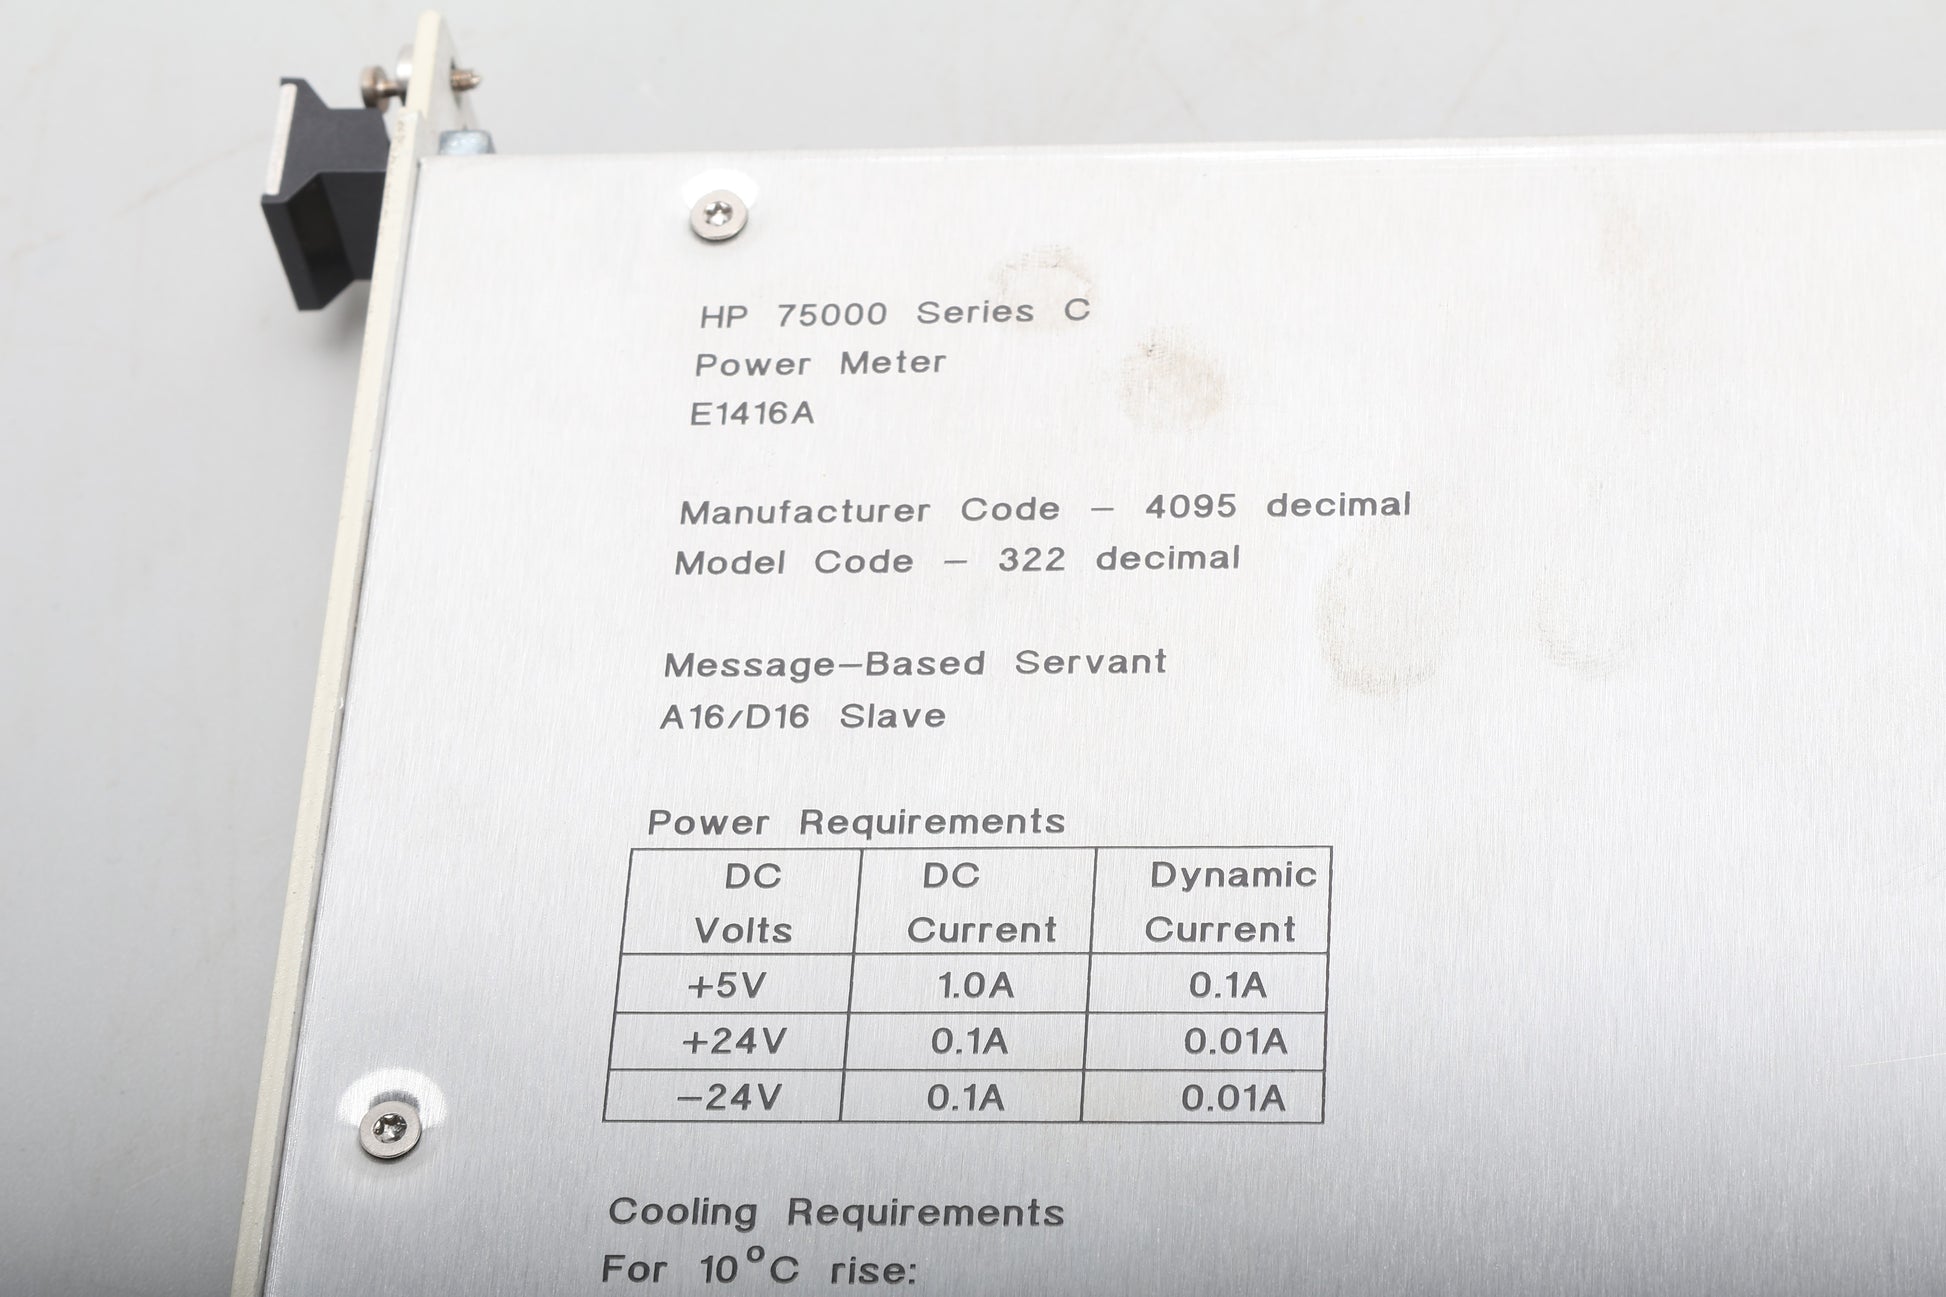 HP 75000 Series C
Power Meter
E1416A
Manufacturer Code – 4095 decimal
Model Code – 322 decimal
Message–Based Servant
A16/D16 Slave
Power Requirements
DC Volts DC Current Dynamic Current
+5V 1.0A 0.1A
+24V 0.1A 0.01A
–24V 0.1A 0.01A
Cooling Requirements
For 10°C rise: